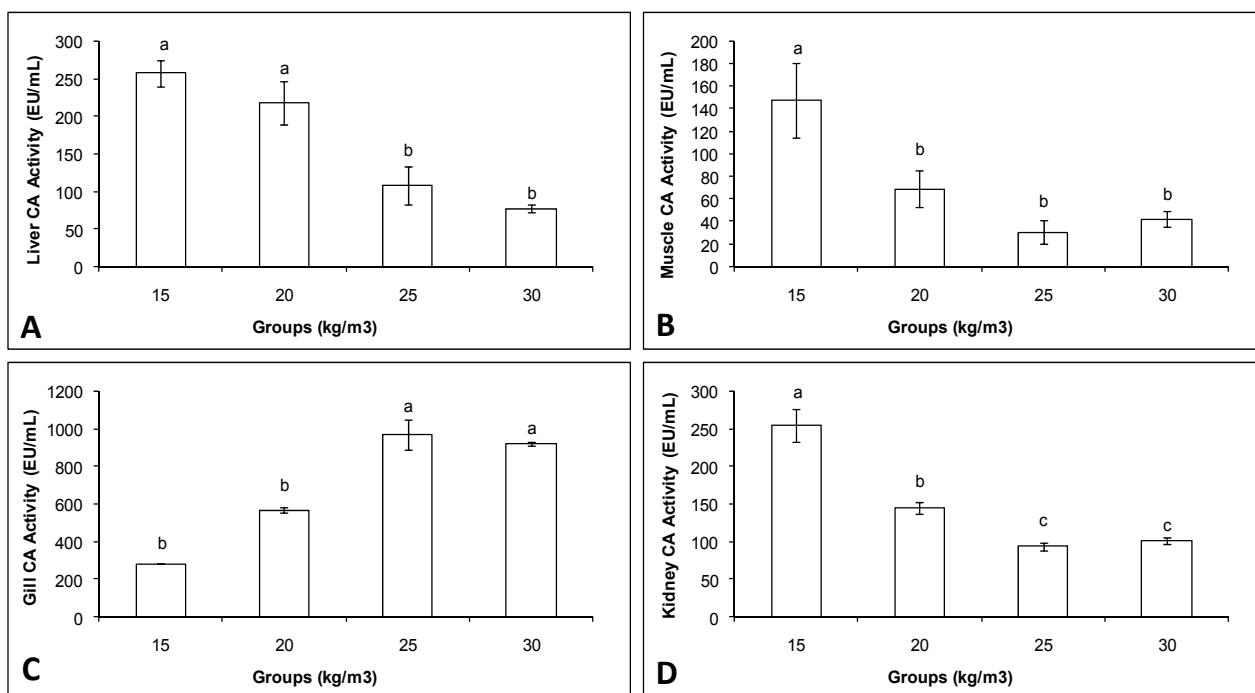 Liver CA Activity (EU/mL)
300
250
200
150
100
50
0
a
a
b
b
15 20 25 30
Groups (kg/m3)
A
Muscle CA Activity (EU/mL)
200
180
160
140
120
100
80
60
40
20
0
a
b
b
b
15 20 25 30
Groups (kg/m3)
B
Gill CA Activity (EU/mL)
1200
1000
800
600
400
200
0
b
b
a
a
15 20 25 30
Groups (kg/m3)
C
Kidney CA Activity (EU/mL)
300
250
200
150
100
50
0
a
b
c
c
15 20 25 30
Groups (kg/m3)
D